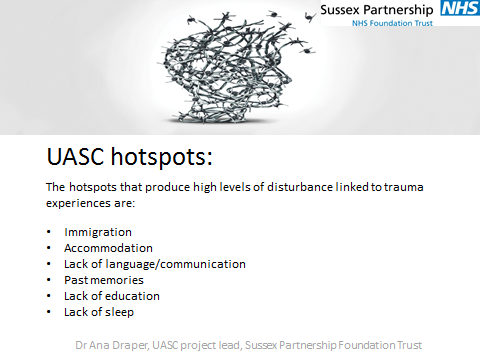 Sussex Partnership NHS
NHS Foundation Trust
UASC hotspots:
The hotspots that produce high levels of disturbance linked to trauma
experiences are:
• Immigration
• Accommodation
• Lack of language/communication
• Past memories
• Lack of education
• Lack of sleep
Dr Ana Draper, UASC project lead, Sussex Partnership Foundation Trust